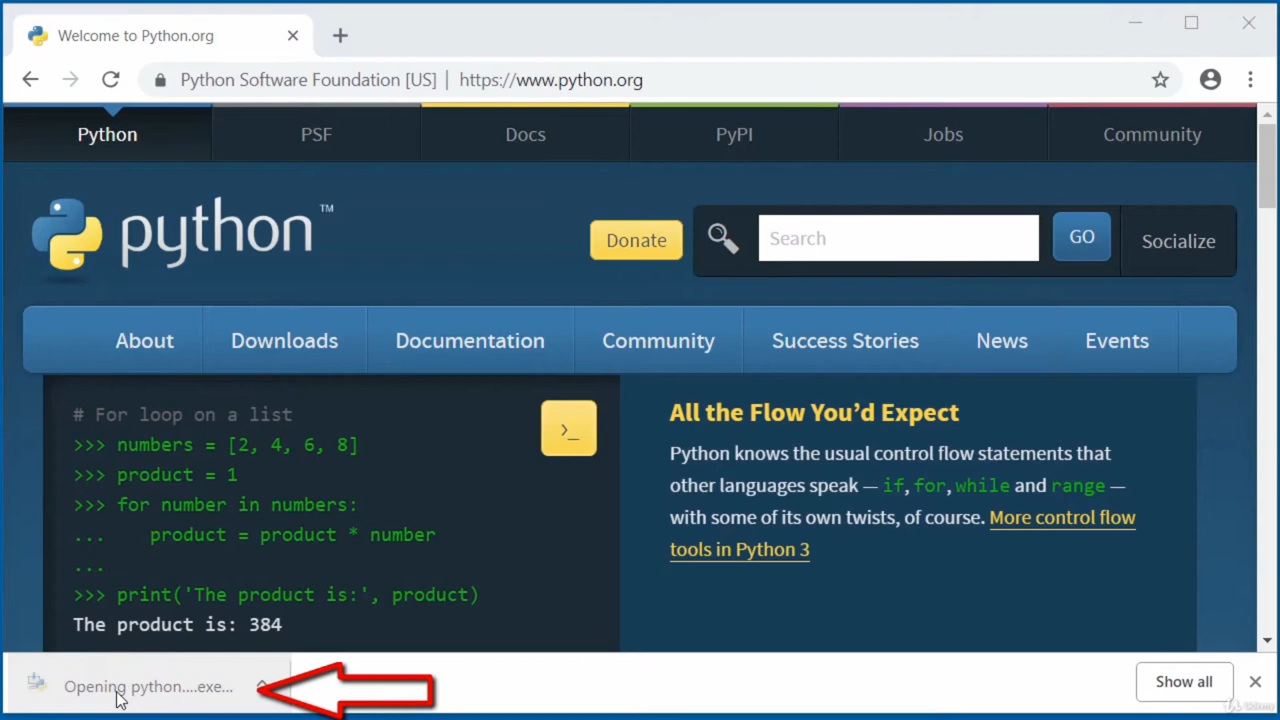 Welcome to Python.org
Python Software Foundation [US] | https://www.python.org
Python PSF Docs PyPI Jobs Community
python™
Donate Search GO Socialize
About Downloads Documentation Community Success Stories News Events
# For loop on a list
>>> numbers = [2, 4, 6, 8]
>>> product = 1
>>> for number in numbers:
...    product = product * number
...
>>> print('The product is:', product)
The product is: 384
>_
All the Flow You’d Expect
Python knows the usual control flow statements that
other languages speak — if, for, while and range —
with some of its own twists, of course. More control flow
tools in Python 3
Opening python....exe...
Show all
Udemy